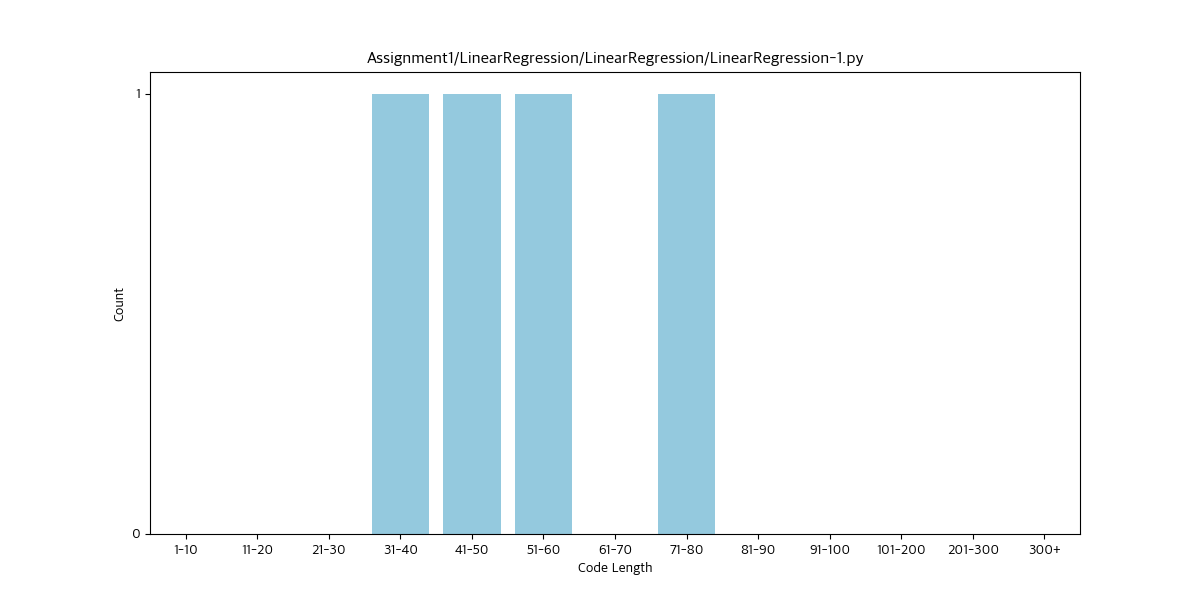 Assignment1/LinearRegression/LinearRegression/LinearRegression-1.py
1
Count
0
1-10 11-20 21-30 31-40 41-50 51-60 61-70 71-80 81-90 91-100 101-200 201-300 300+
Code Length